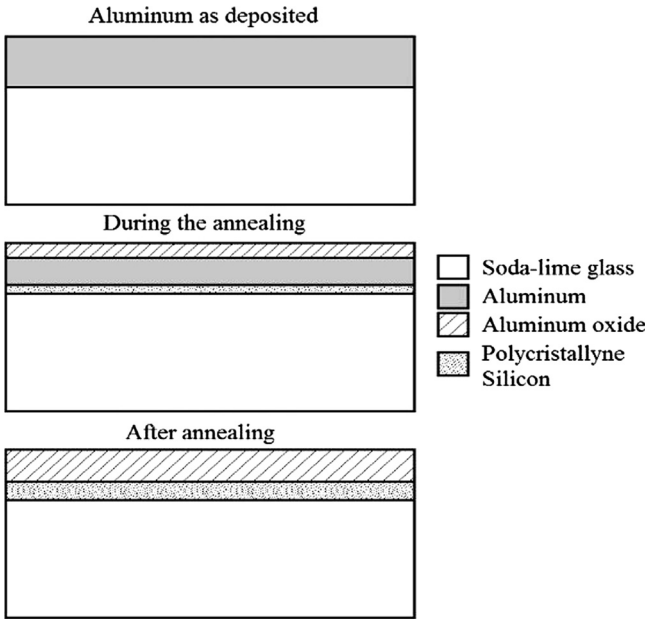 Aluminum as deposited
During the annealing
Soda-lime glass
Aluminum
Aluminum oxide
Polycristallyne
Silicon
After annealing